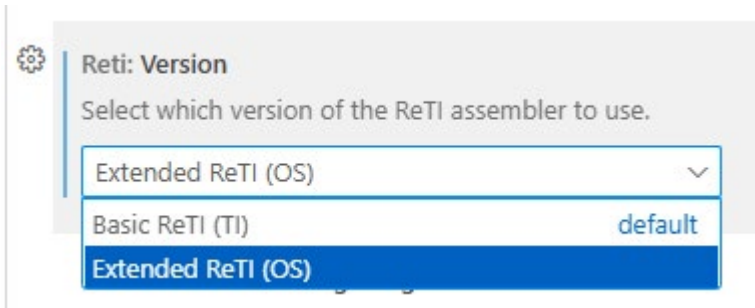 Reti: Version
Select which version of the ReTI assembler to use.
Extended ReTI (OS)
Basic ReTI (TI) default
Extended ReTI (OS)